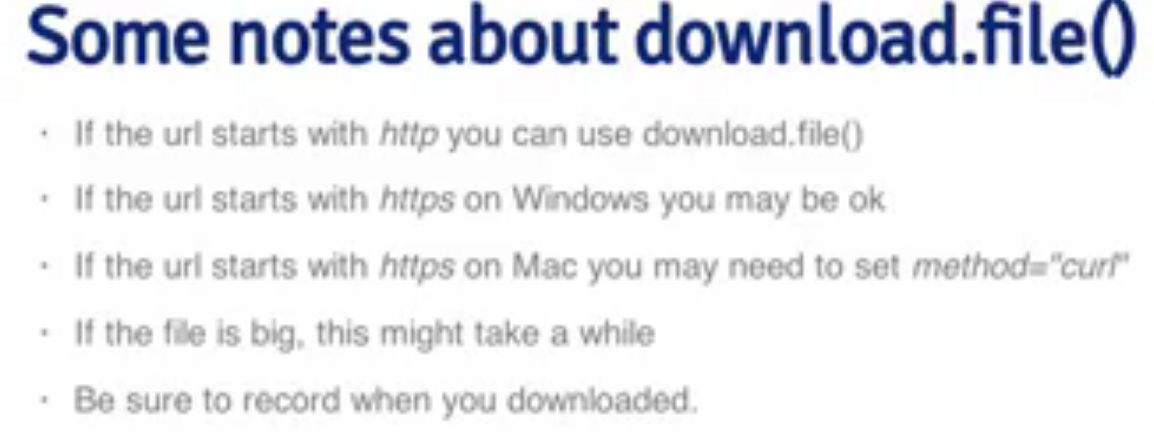 Some notes about download.file()
· If the url starts with http you can use download.file()
· If the url starts with https on Windows you may be ok
· If the url starts with https on Mac you may need to set method="curl"
· If the file is big, this might take a while
· Be sure to record when you downloaded.